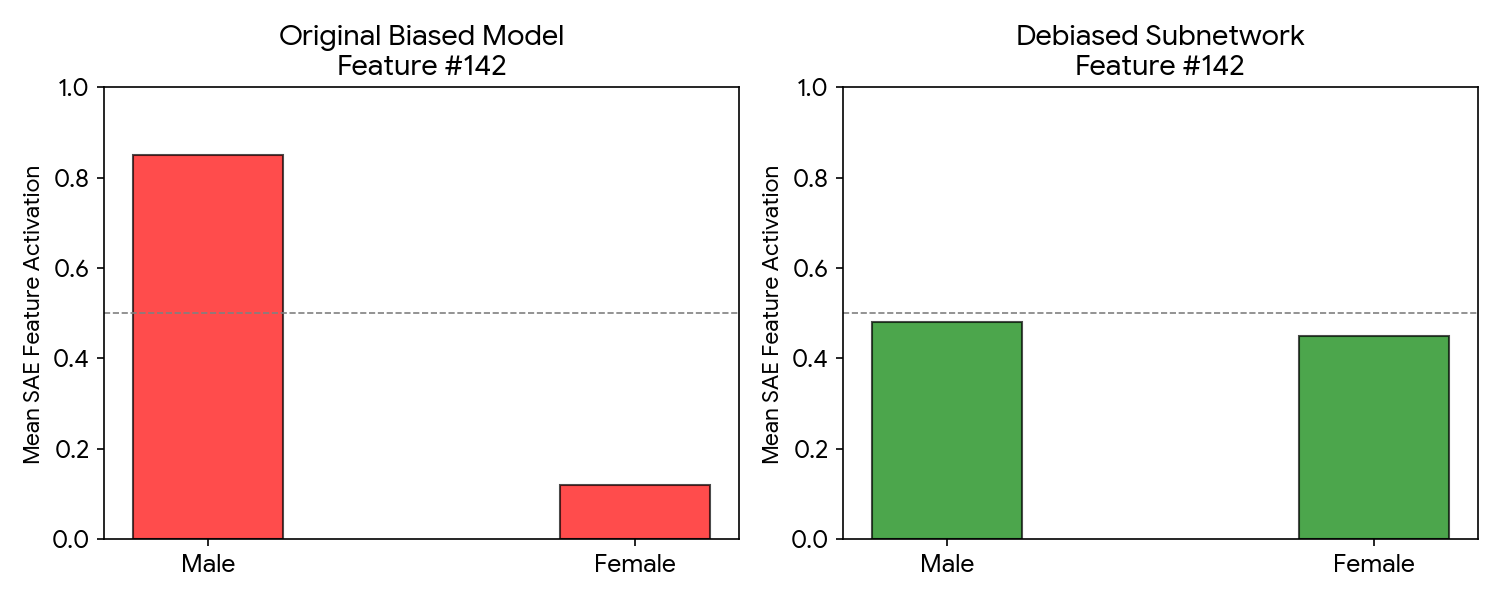 Original Biased Model
Feature #142
Mean SAE Feature Activation
1.0
0.8
0.6
0.4
0.2
0.0
Male
Female
Debiased Subnetwork
Feature #142
Mean SAE Feature Activation
1.0
0.8
0.6
0.4
0.2
0.0
Male
Female